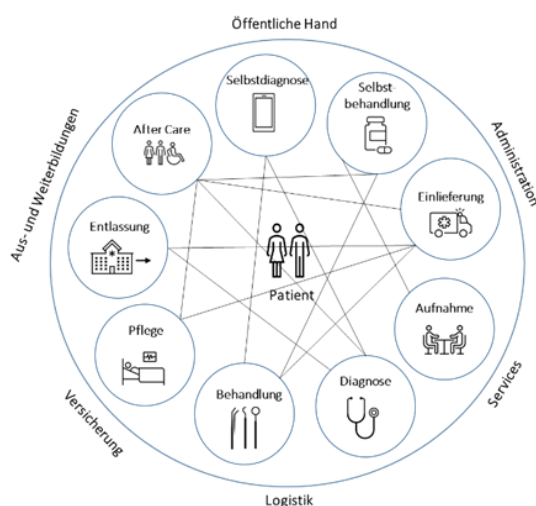 Öffentliche Hand
Selbstdiagnose
Selbst-
behandlung
After Care
Administration
Einlieferung
Aus- und Weiterbildungen
Entlassung
Patient
Aufnahme
Pflege
Diagnose
Behandlung
Services
Versicherung
Logistik